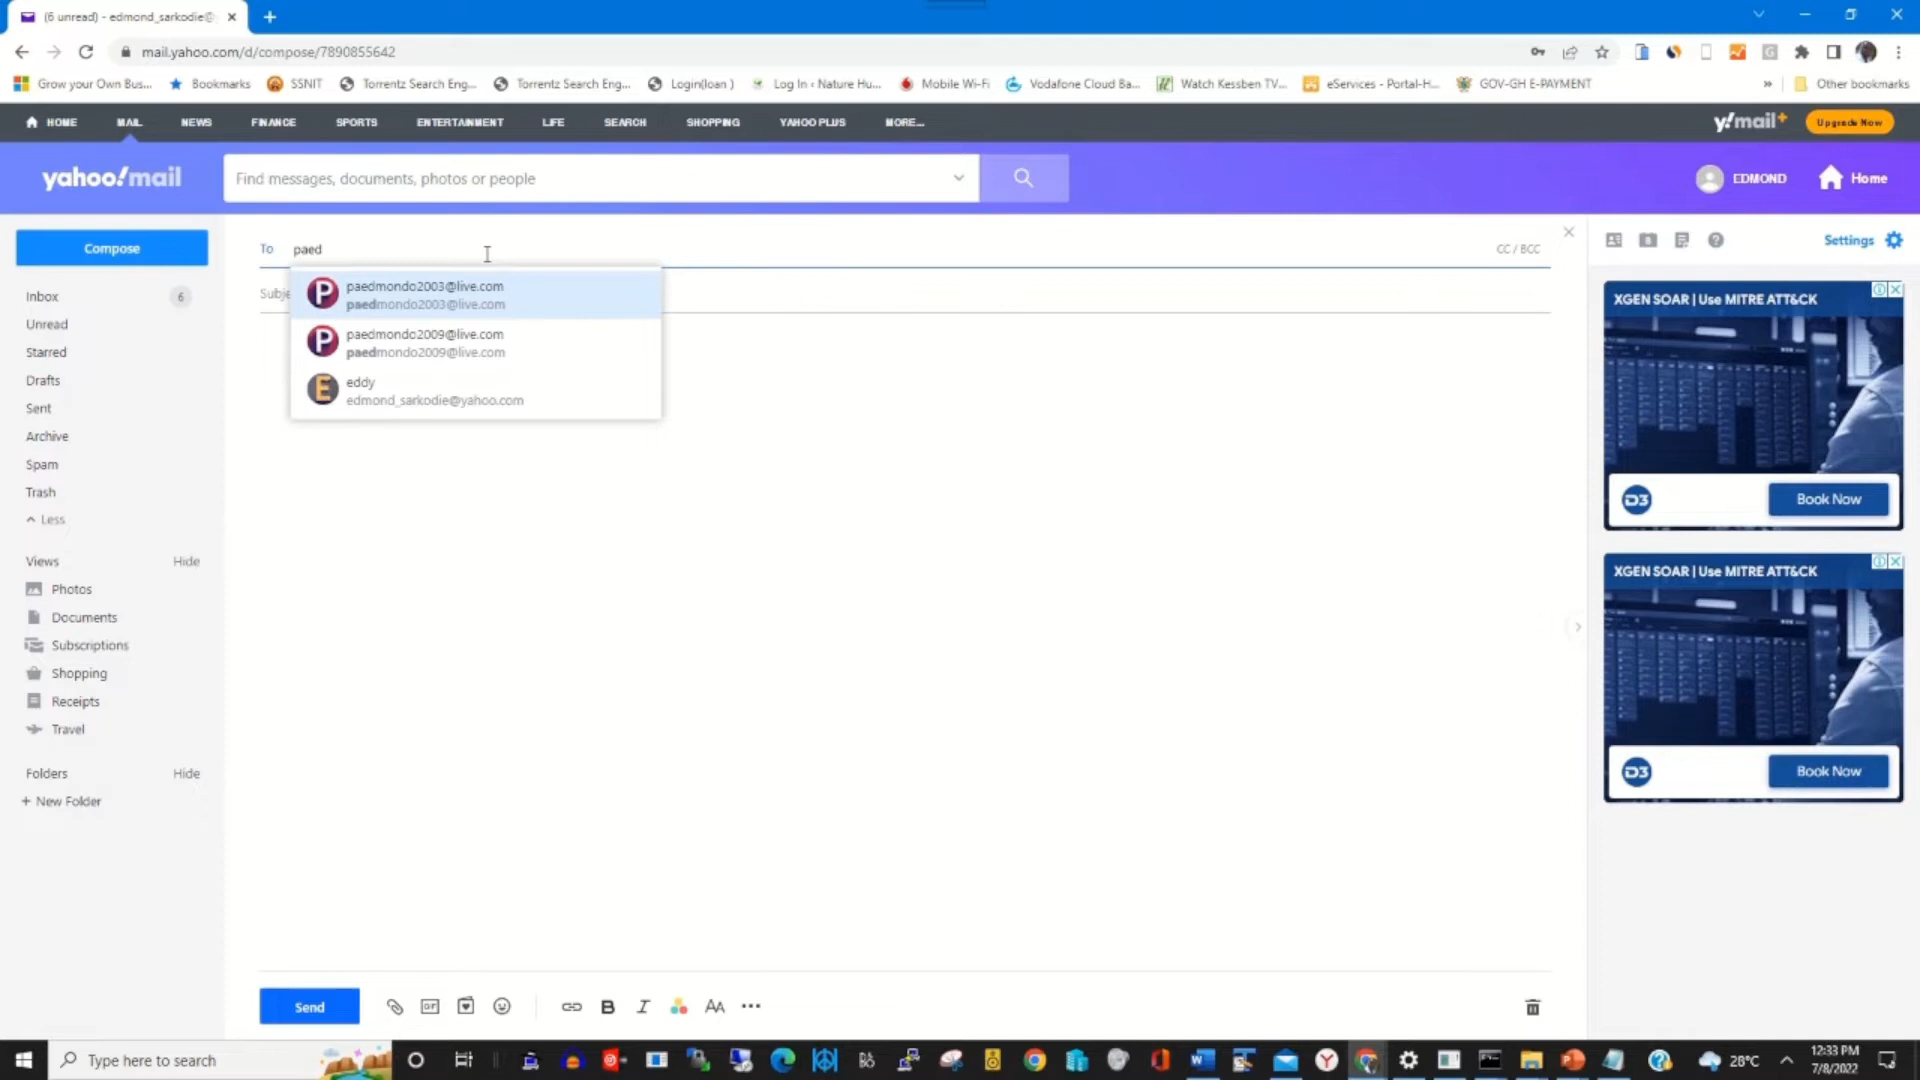 (6 unread) - edmond_sarkodie@
mail.yahoo.com/d/compose/7890855642
Grow your Own Bus...
Bookmarks
SSNIT
Torrentz Search Eng...
Torrentz Search Eng...
Login(loan )
Log In ‹ Nature Hu...
Mobile Wi-Fi
Vodafone Cloud Ba...
Watch Kessben TV...
eServices - Portal-H...
GOV-GH E-PAYMENT
»
Other bookmarks
HOME
MAIL
NEWS
FINANCE
SPORTS
ENTERTAINMENT
LIFE
SEARCH
SHOPPING
YAHOO PLUS
MORE...
y!mail+
Upgrade Now
yahoo!mail
Find messages, documents, photos or people
EDMOND
Home
Compose
To paed
CC / BCC
Settings
Subje
P
paedmondo2003@live.com
paedmondo2003@live.com
P
paedmondo2009@live.com
paedmondo2009@live.com
E
eddy
edmond_sarkodie@yahoo.com
Inbox 6
Unread
Starred
Drafts
Sent
Archive
Spam
Trash
Less
Views Hide
Photos
Documents
Subscriptions
Shopping
Receipts
Travel
Folders Hide
+ New Folder
XGEN SOAR | Use MITRE ATT&CK
D3
Book Now
XGEN SOAR | Use MITRE ATT&CK
D3
Book Now
Send
GIF
B
I
AA
Type here to search
28°C
12:33 PM
7/8/2022